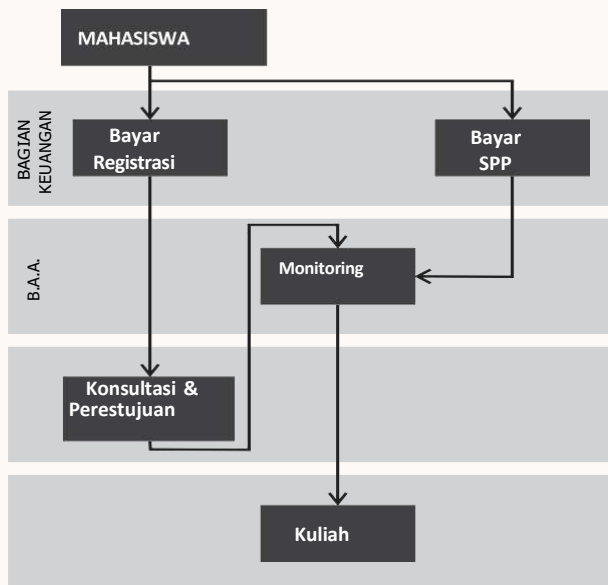 MAHASISWA
BAGIAN
KEUANGAN
Bayar
Registrasi
Bayar
SPP
B.A.A.
Monitoring
Konsultasi &
Perestujuan
Kuliah